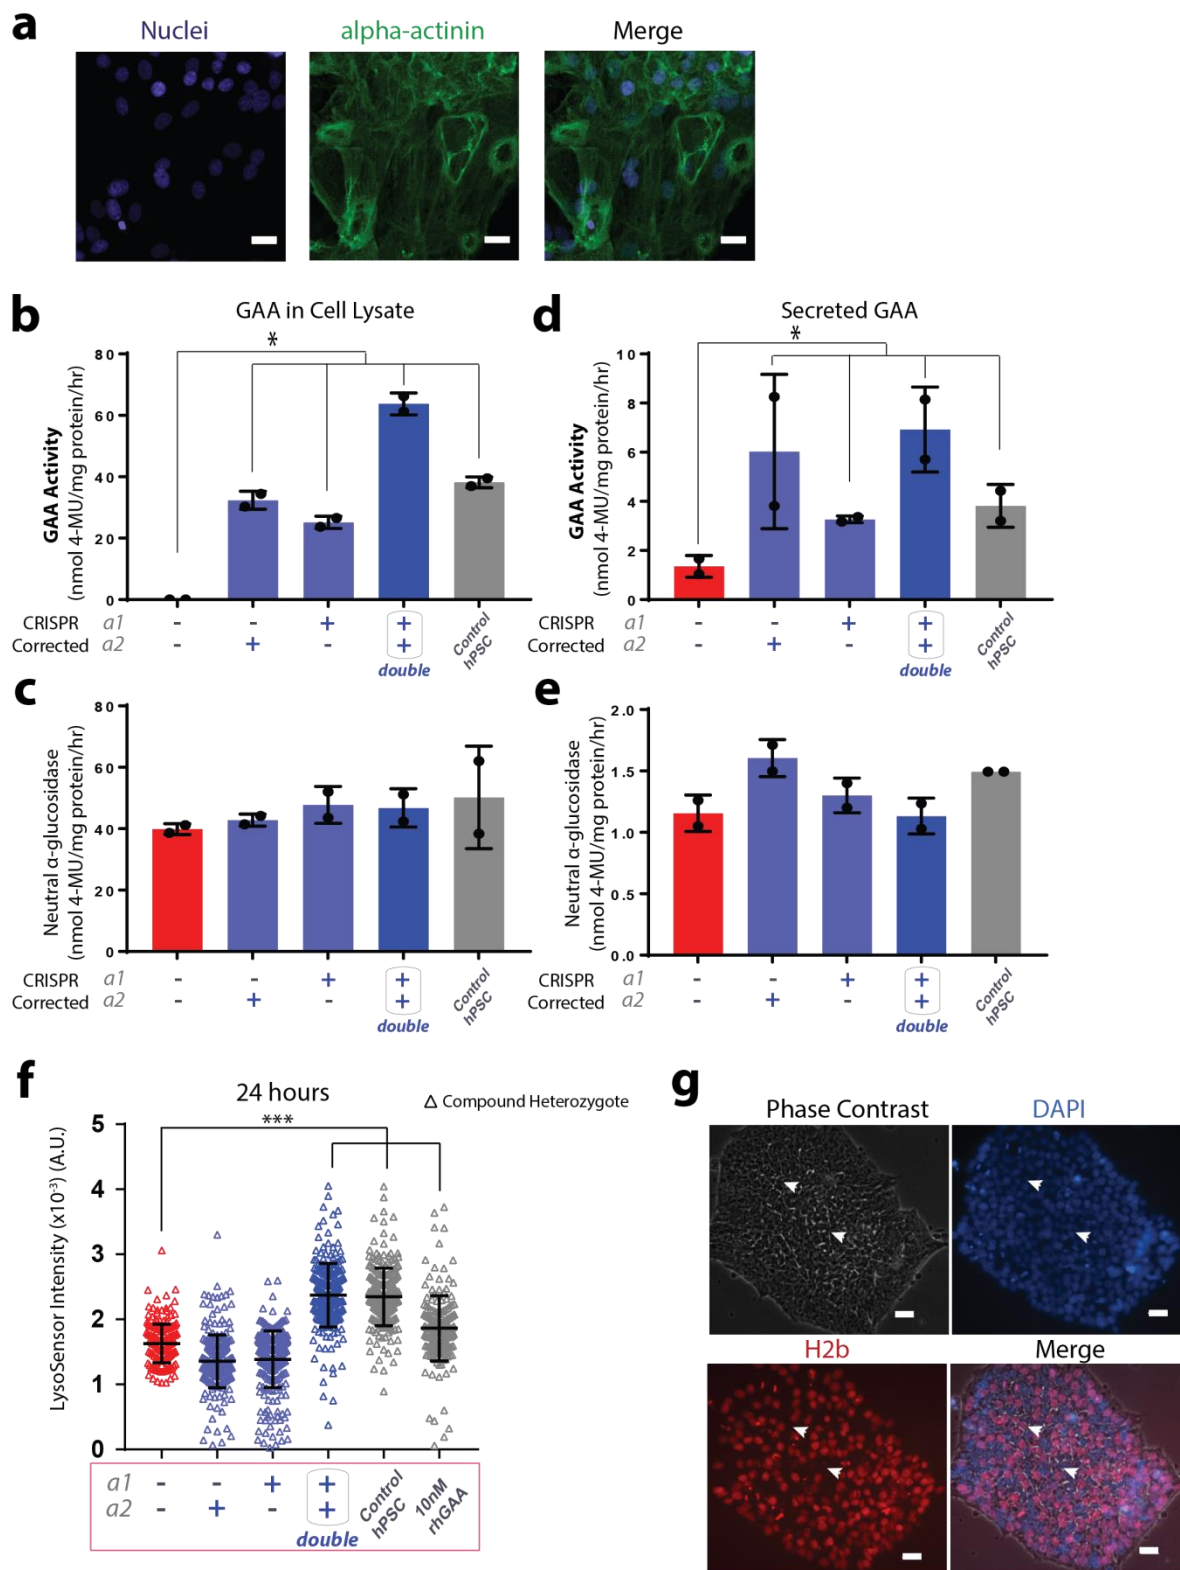 a
Nuclei alpha-actinin Merge
b
GAA in Cell Lysate
*
GAA Activity
(nmol 4-MU/mg protein/hr)
80
60
40
20
0
CRISPR a1 - - + + Control hPSC
Corrected a2 - + - +
double
d
Secreted GAA
*
GAA Activity
(nmol 4-MU/mg protein/hr)
10
8
6
4
2
0
CRISPR a1 - - + + Control hPSC
Corrected a2 - + - +
double
c
Neutral α-glucosidase
(nmol 4-MU/mg protein/hr)
80
60
40
20
0
CRISPR a1 - - + + Control hPSC
Corrected a2 - + - +
double
e
Neutral α-glucosidase
(nmol 4-MU/mg protein/hr)
2.0
1.5
1.0
0.5
0.0
CRISPR a1 - - + + Control hPSC
Corrected a2 - + - +
double
f
24 hours
△ Compound Heterozygote
***
LysoSensor Intensity (x10⁻³) (A.U.)
5
4
3
2
1
0
a1 - - + + Control hPSC 10nM rhGAA
a2 - + - +
double
g
Phase Contrast DAPI
H2b Merge